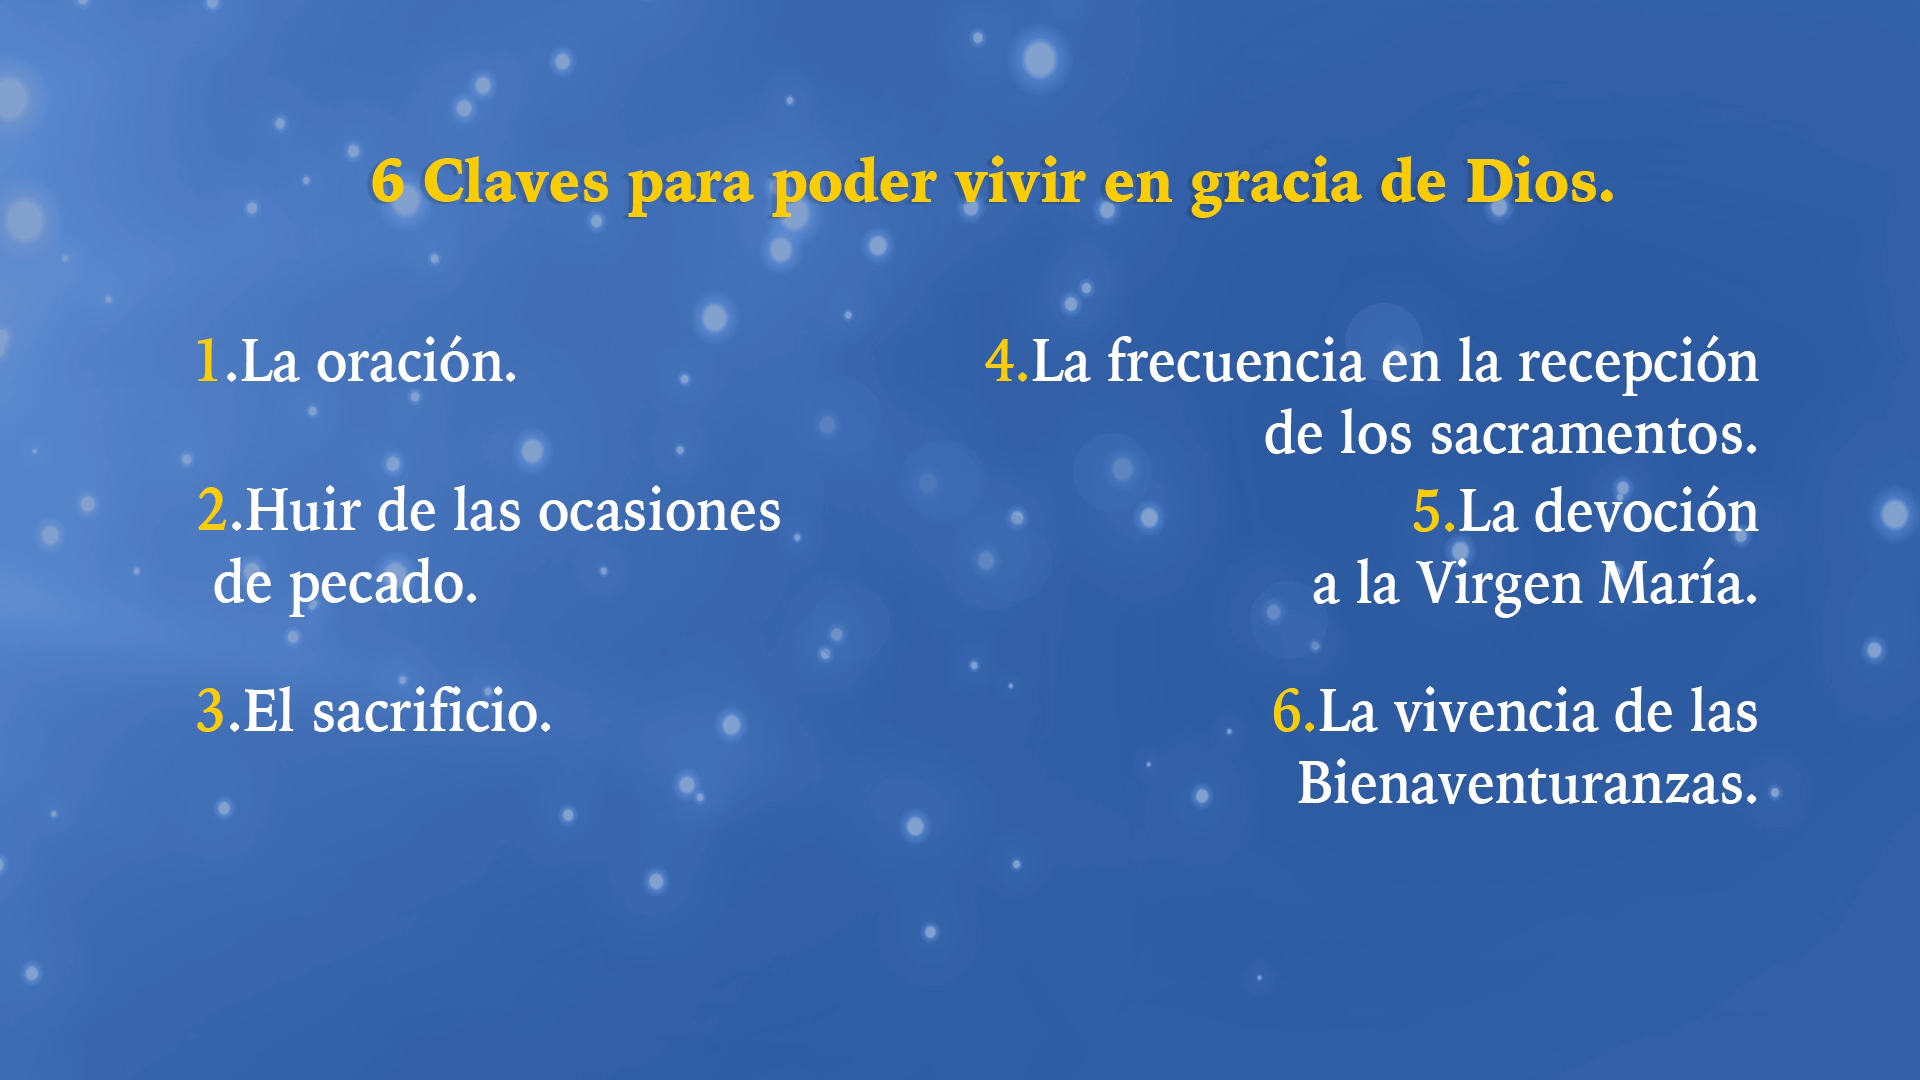 6 Claves para poder vivir en gracia de Dios.
1.La oración.
2.Huir de las ocasiones
de pecado.
3.El sacrificio.
4.La frecuencia en la recepción
de los sacramentos.
5.La devoción
a la Virgen María.
6.La vivencia de las
Bienaventuranzas.